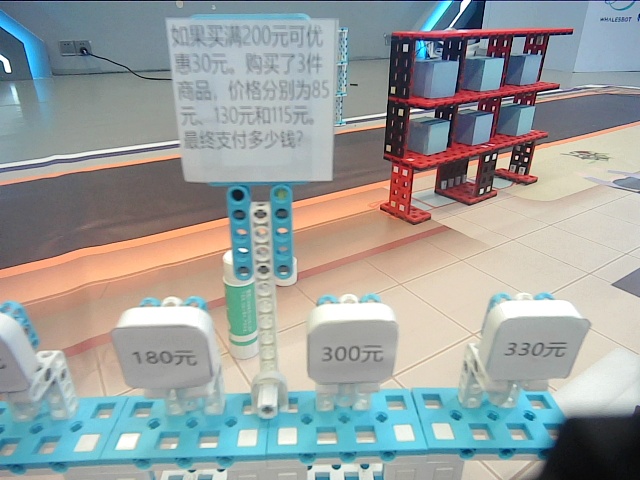 如果买满200元可优
惠30元。购买了3件
商品，价格分别为85
元、130元和115元。
最终支付多少钱?
WHALESBOT
元
180元
300元
330元